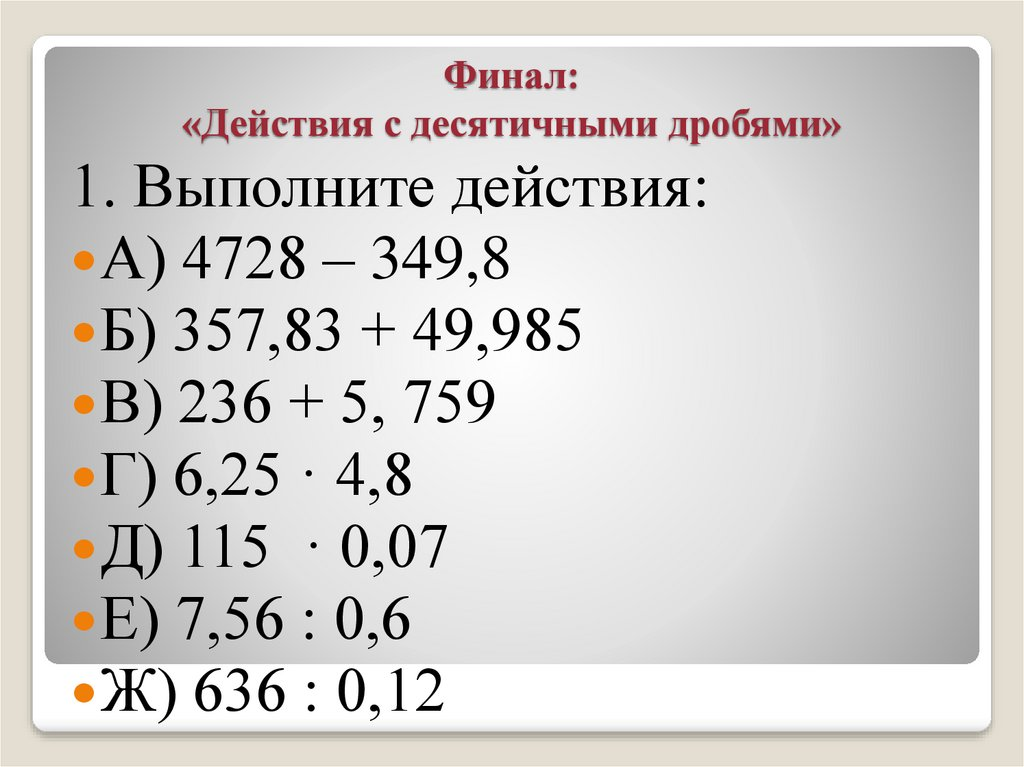 Финал:
«Действия с десятичными дробями»
1. Выполните действия:
А) 4728 – 349,8
Б) 357,83 + 49,985
В) 236 + 5, 759
Г) 6,25 · 4,8
Д) 115 · 0,07
Е) 7,56 : 0,6
Ж) 636 : 0,12